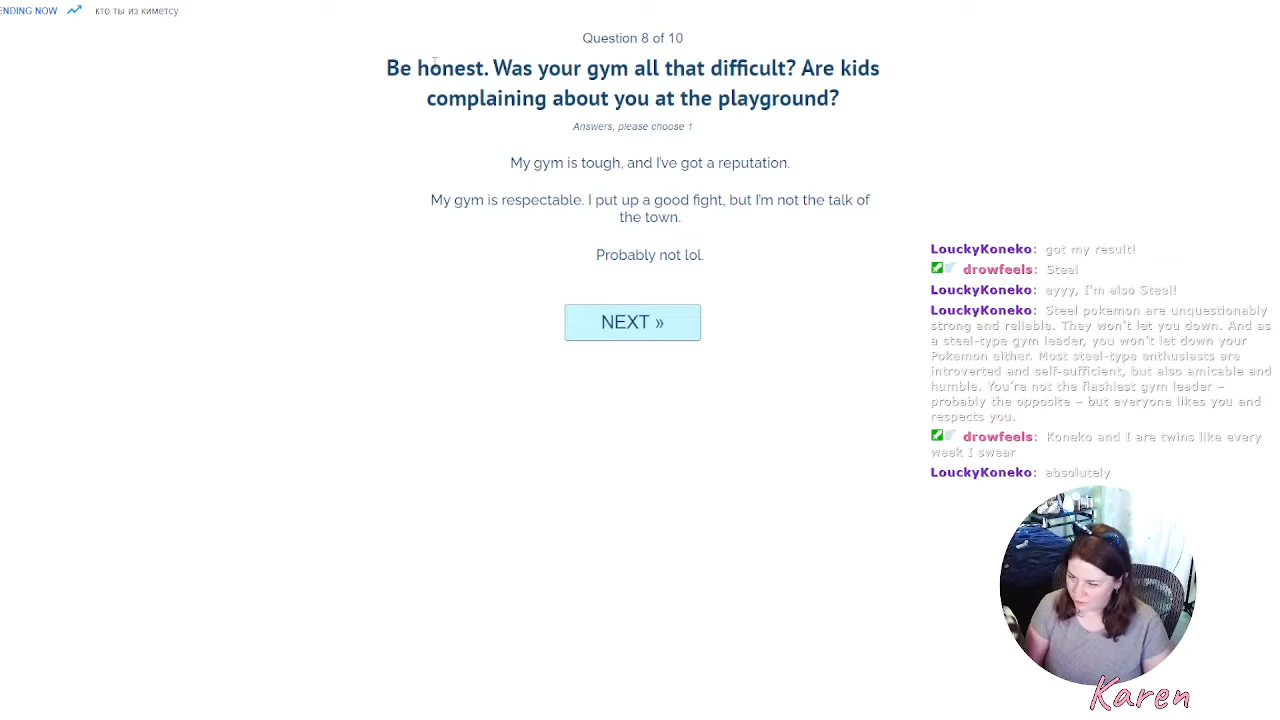 ENDING NOW кто ты из киметсу
Question 8 of 10
Be honest. Was your gym all that difficult? Are kids
complaining about you at the playground?
Answers, please choose 1
My gym is tough, and I've got a reputation.
My gym is respectable. I put up a good fight, but I'm not the talk of
the town.
Probably not lol.
NEXT »
LouckyKoneko: got my result!
drowfeels: Steel
LouckyKoneko: ayyy, I'm also Steel!
LouckyKoneko: Steel pokemon are unquestionably
strong and reliable. They won't let you down. And as
a steel-type gym leader, you won't let down your
Pokemon either. Most steel-type enthusiasts are
introverted and self-sufficient, but also amicable and
humble. You're not the flashiest gym leader –
probably the opposite – but everyone likes you and
respects you.
drowfeels: Koneko and I are twins like every
week I swear
LouckyKoneko: absolutely
Karen